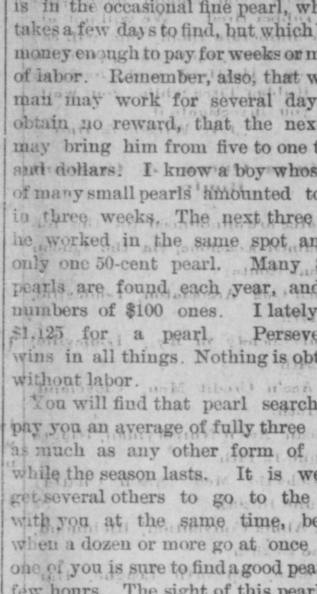 is in the occasional fine pearl, wh
takes a few days to find, but which
money enough to pay for weeks or m
of labor. Remember, also, that w
man may work for several day
obtain no reward, that the nex
may bring him from five to one t
and dollars. I know a boy whos
of many small pearls amounted to
in three weeks. The next three
he worked in the same spot an
only one 50-cent pearl. Many
pearls are found each year, and
numbers of $100 ones. I lately
$1,125 for a pearl. Perseve
wins in all things. Nothing is obt
without labor.
You will find that pearl search
pay you an average of fully three
as much as any other form of
while the season lasts. It is we
get several others to go to the
with you at the same time, be
when a dozen or more go at once
one of you is sure to find a good pea
few hours. The sight of this pearl